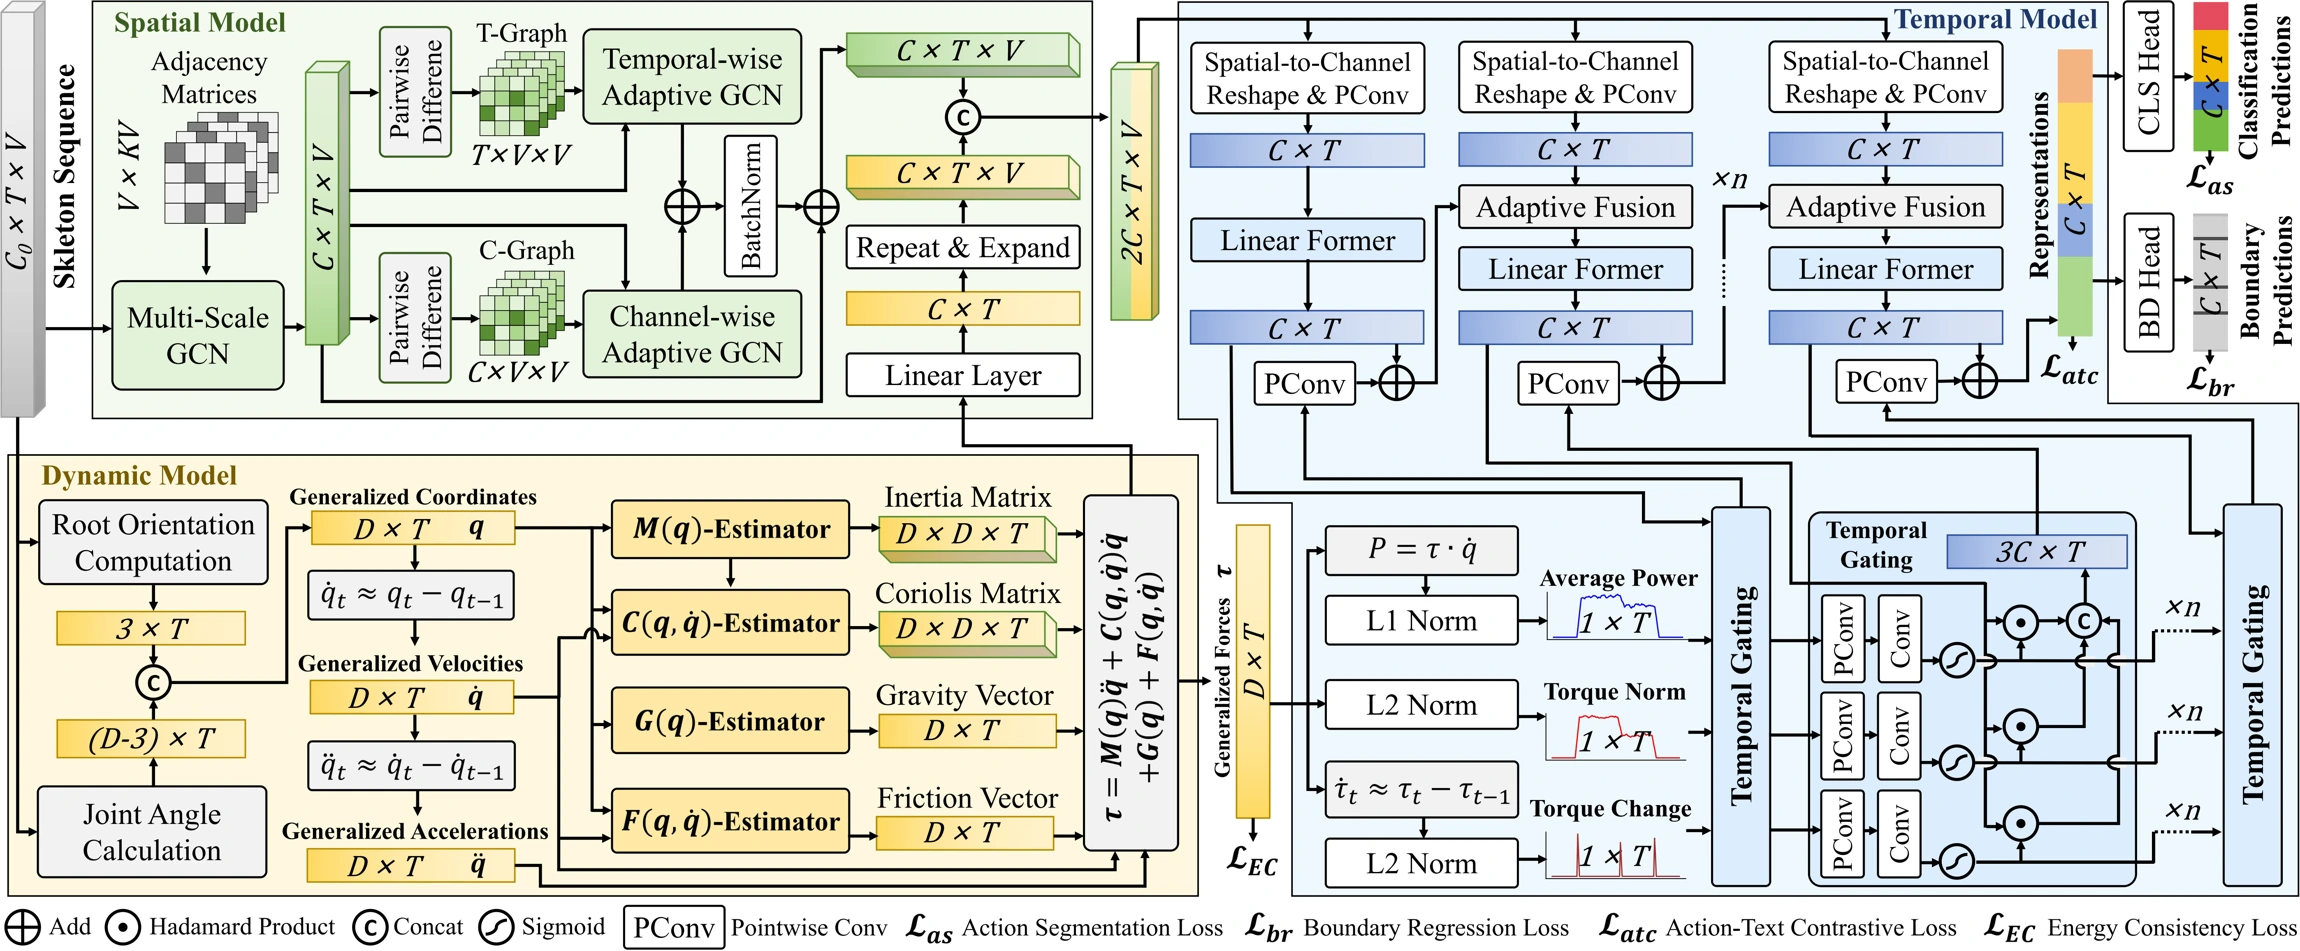 C₀ × T × V
Skeleton Sequence
Spatial Model
Adjacency
Matrices
V × KV
Multi-Scale
GCN
C × T × V
Pairwise
Differene
T-Graph
T×V×V
Temporal-wise
Adaptive GCN
Pairwise
Differene
C-Graph
C×V×V
Channel-wise
Adaptive GCN
BatchNorm
C × T × V
C
C × T × V
Repeat & Expand
C × T
Linear Layer
2C × T × V
Temporal Model
Spatial-to-Channel
Reshape & PConv
C × T
Linear Former
C × T
PConv
Spatial-to-Channel
Reshape & PConv
C × T
Adaptive Fusion
Linear Former
C × T
PConv
×n
Spatial-to-Channel
Reshape & PConv
C × T
Adaptive Fusion
Linear Former
C × T
PConv
Representations
C × T
ℒatc
CLS Head
C × T
Classification
Predictions
ℒas
BD Head
C × T
Boundary
Predictions
ℒbr
Dynamic Model
Root Orientation
Computation
3 × T
C
(D-3) × T
Joint Angle
Calculation
Generalized Coordinates
D × T q
q̇t ≈ qt − qt−1
Generalized Velocities
D × T q̇
q̈t ≈ q̇t − q̇t−1
Generalized Accelerations
D × T q̈
M(q)-Estimator
C(q, q̇)-Estimator
G(q)-Estimator
F(q, q̇)-Estimator
Inertia Matrix
D × D × T
Coriolis Matrix
D × D × T
Gravity Vector
D × T
Friction Vector
D × T
τ = M(q)q̈ + C(q, q̇)q̇
+G(q) + F(q, q̇)
Generalized Forces τ
D × T
ℒEC
P = τ · q̇
L1 Norm
Average Power
1 × T
L2 Norm
Torque Norm
1 × T
τ̇t ≈ τt − τt−1
L2 Norm
Torque Change
1 × T
Temporal Gating
Temporal
Gating
3C × T
PConv
Conv
C
PConv
Conv
PConv
Conv
×n
×n
×n
Temporal Gating
Add
Hadamard Product
C Concat
Sigmoid
PConv Pointwise Conv
ℒas Action Segmentation Loss
ℒbr Boundary Regression Loss
ℒatc Action-Text Contrastive Loss
ℒEC Energy Consistency Loss